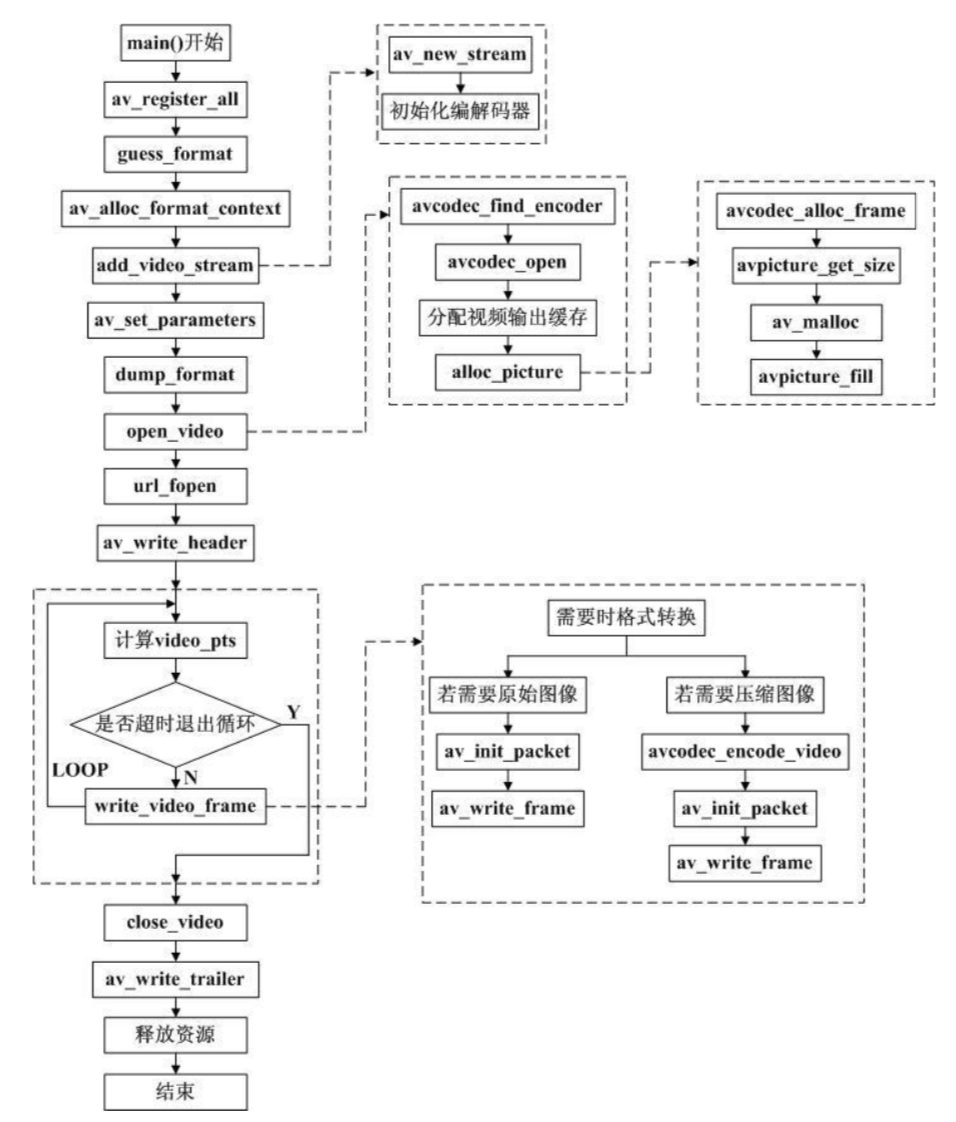 main()开始
av_register_all
guess_format
av_alloc_format_context
add_video_stream
av_set_parameters
dump_format
open_video
url_fopen
av_write_header
计算video_pts
是否超时退出循环
Y
N
LOOP
write_video_frame
close_video
av_write_trailer
释放资源
结束
av_new_stream
初始化编解码器
avcodec_find_encoder
avcodec_open
分配视频输出缓存
alloc_picture
avcodec_alloc_frame
avpicture_get_size
av_malloc
avpicture_fill
需要时格式转换
若需要原始图像
av_init_packet
av_write_frame
若需要压缩图像
avcodec_encode_video
av_init_packet
av_write_frame